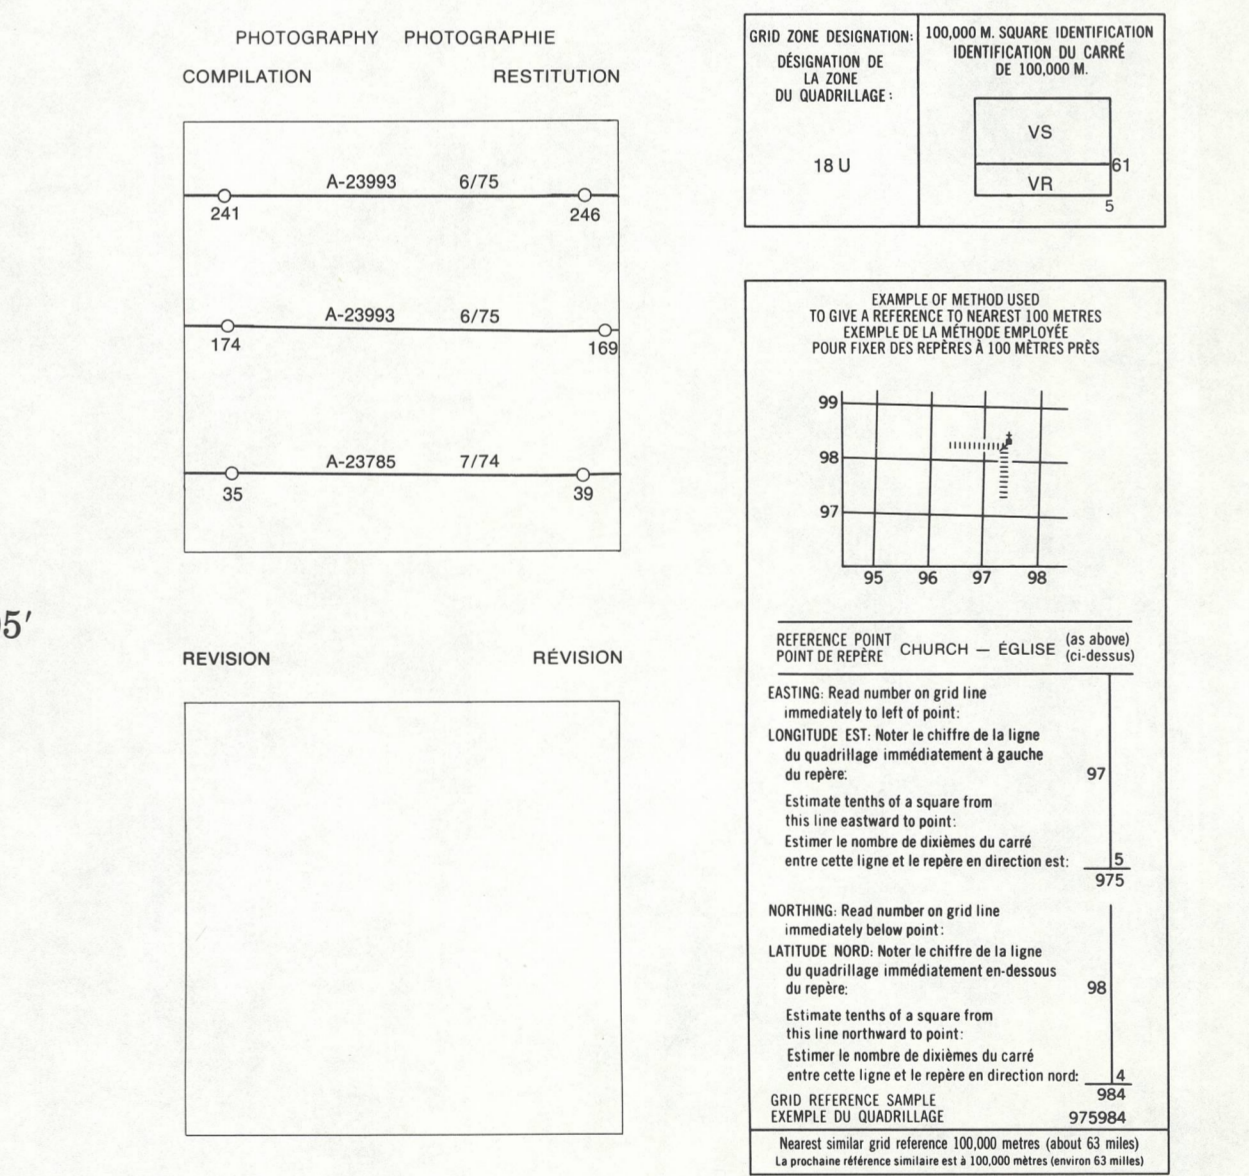 PHOTOGRAPHY PHOTOGRAPHIE
COMPILATION RESTITUTION
A-23993 6/75
241 246
A-23993 6/75
174 169
A-23785 7/74
35 39
5′
REVISION RÉVISION
GRID ZONE DESIGNATION:
DÉSIGNATION DE
LA ZONE
DU QUADRILLAGE :
18 U
100,000 M. SQUARE IDENTIFICATION
IDENTIFICATION DU CARRÉ
DE 100,000 M.
VS
61
VR
5
EXAMPLE OF METHOD USED
TO GIVE A REFERENCE TO NEAREST 100 METRES
EXEMPLE DE LA MÉTHODE EMPLOYÉE
POUR FIXER DES REPÈRES À 100 MÈTRES PRÈS
99
98
97
95 96 97 98
REFERENCE POINT
POINT DE REPÈRE
CHURCH — ÉGLISE
(as above)
(ci-dessus)
EASTING: Read number on grid line
immediately to left of point:
LONGITUDE EST: Noter le chiffre de la ligne
du quadrillage immédiatement à gauche
du repère: 97
Estimate tenths of a square from
this line eastward to point:
Estimer le nombre de dixièmes du carré
entre cette ligne et le repère en direction est: 5
975
NORTHING: Read number on grid line
immediately below point:
LATITUDE NORD: Noter le chiffre de la ligne
du quadrillage immédiatement en-dessous
du repère: 98
Estimate tenths of a square from
this line northward to point:
Estimer le nombre de dixièmes du carré
entre cette ligne et le repère en direction nord: 4
984
GRID REFERENCE SAMPLE
EXEMPLE DU QUADRILLAGE 975984
Nearest similar grid reference 100,000 metres (about 63 miles)
La prochaine référence similaire est à 100,000 mètres (environ 63 milles)